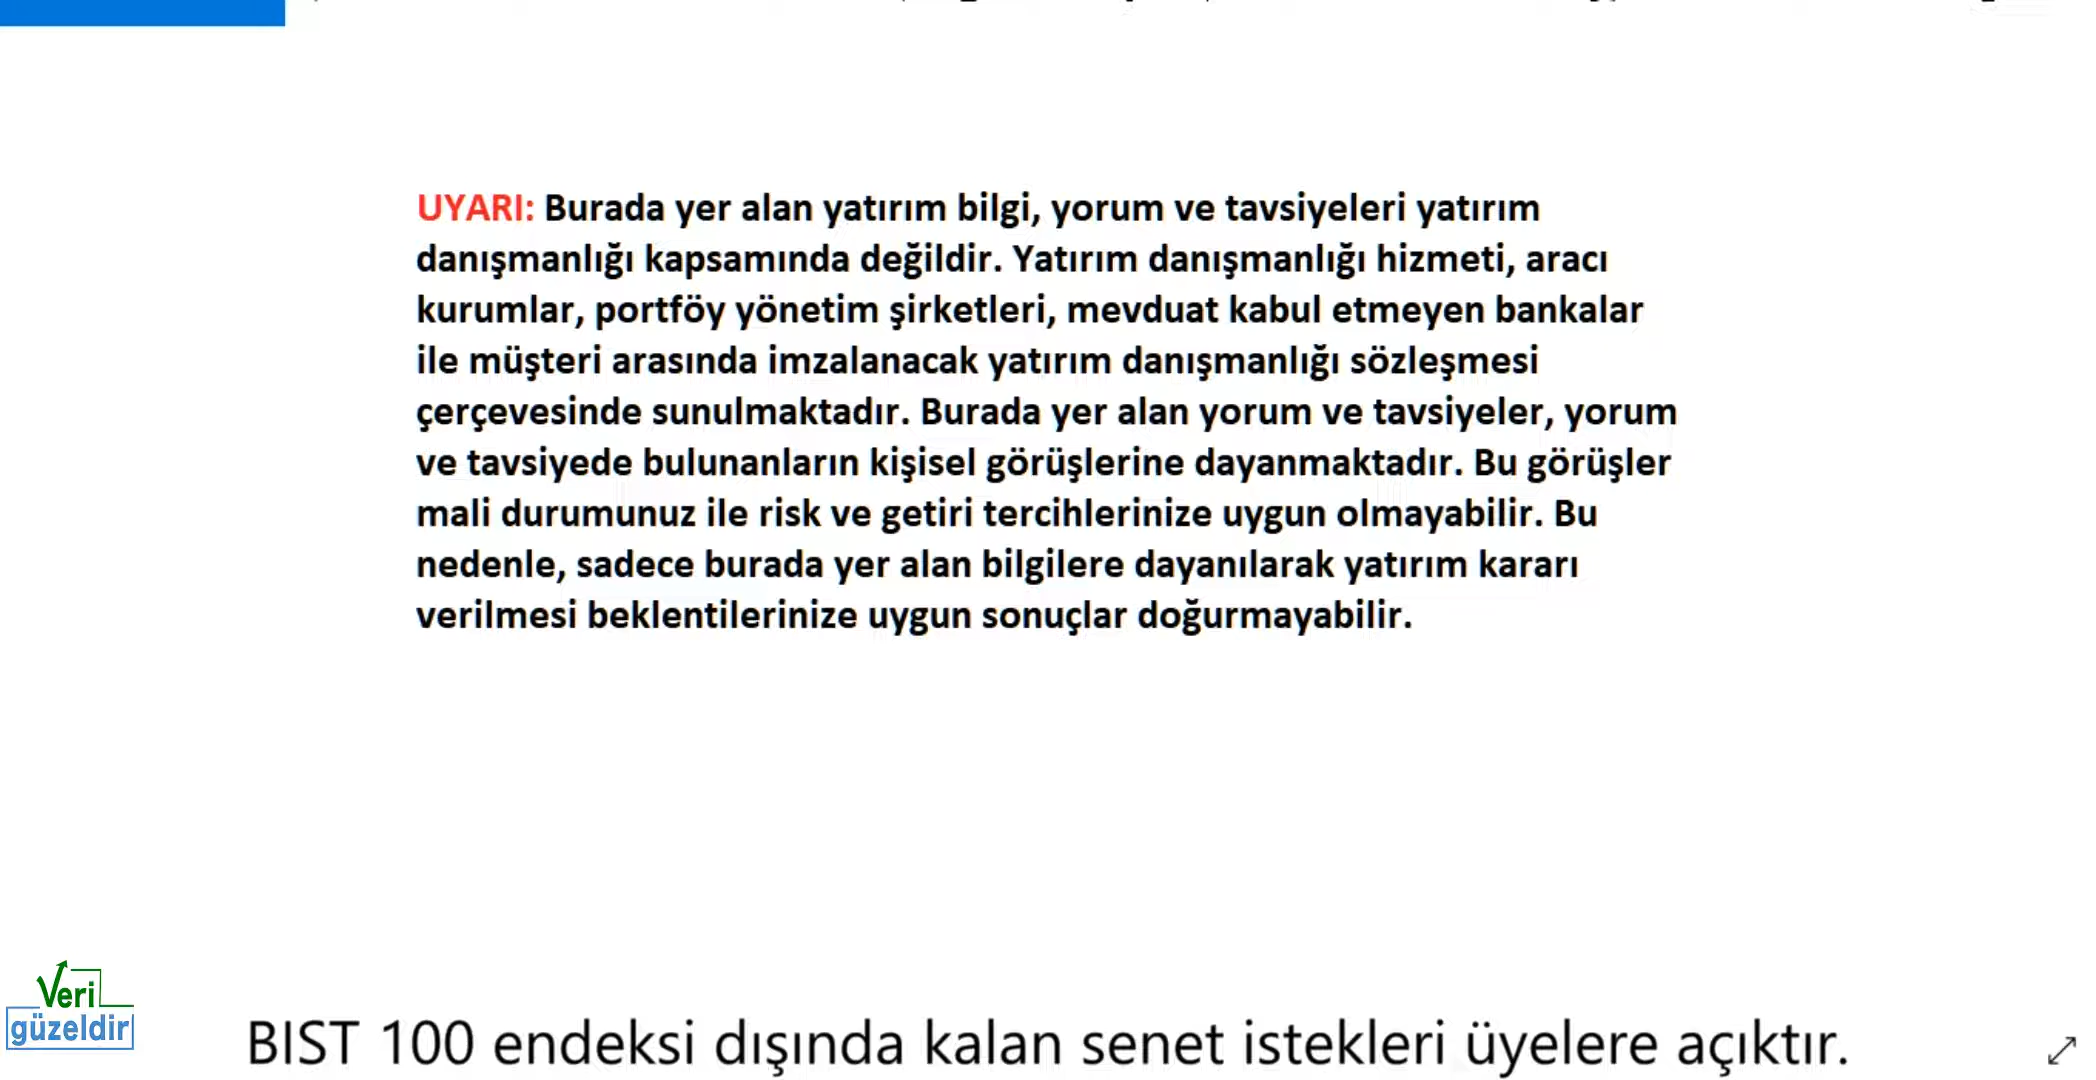 UYARI: Burada yer alan yatırım bilgi, yorum ve tavsiyeleri yatırım
danışmanlığı kapsamında değildir. Yatırım danışmanlığı hizmeti, aracı
kurumlar, portföy yönetim şirketleri, mevduat kabul etmeyen bankalar
ile müşteri arasında imzalanacak yatırım danışmanlığı sözleşmesi
çerçevesinde sunulmaktadır. Burada yer alan yorum ve tavsiyeler, yorum
ve tavsiyede bulunanların kişisel görüşlerine dayanmaktadır. Bu görüşler
mali durumunuz ile risk ve getiri tercihlerinize uygun olmayabilir. Bu
nedenle, sadece burada yer alan bilgilere dayanılarak yatırım kararı
verilmesi beklentilerinize uygun sonuçlar doğurmayabilir.
Veri
güzeldir
BIST 100 endeksi dışında kalan senet istekleri üyelere açıktır.